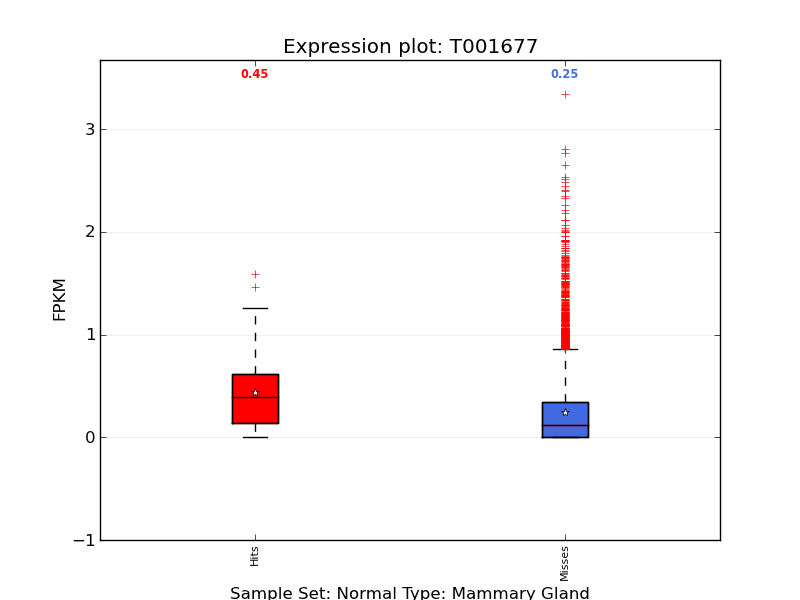 Expression plot: T001677
0.45
0.25
3
2
1
0
−1
FPKM
Hits
Misses
Sample Set: Normal Type: Mammary Gland